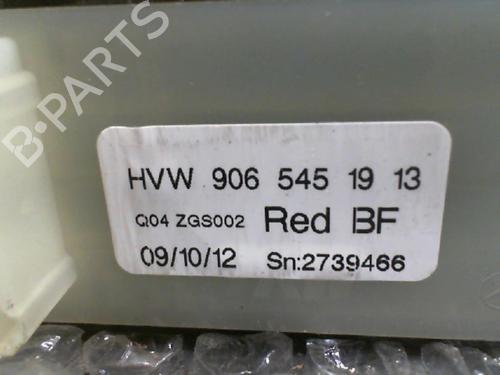 B-PARTS
HVW 906 545 19 13
Q04 ZGS002 Red BF
09/10/12 Sn:2739466